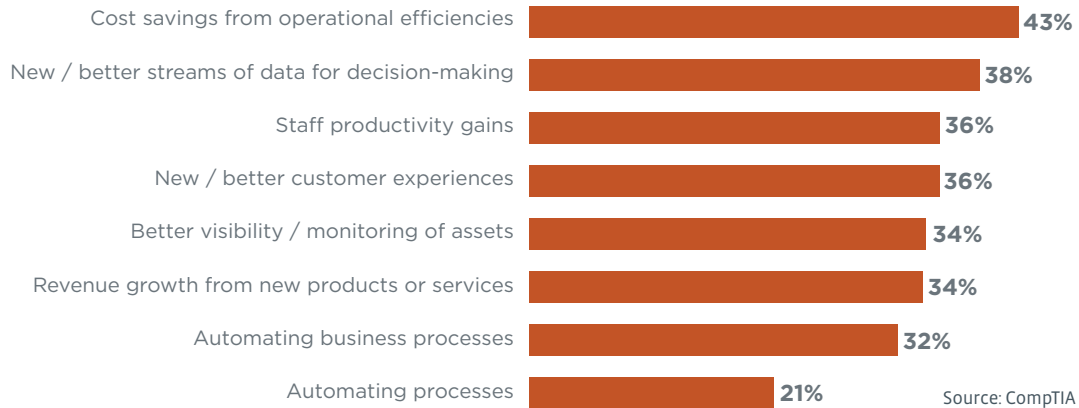 Cost savings from operational efficiencies 43%
New / better streams of data for decision-making 38%
Staff productivity gains 36%
New / better customer experiences 36%
Better visibility / monitoring of assets 34%
Revenue growth from new products or services 34%
Automating business processes 32%
Automating processes 21%
Source: CompTIA